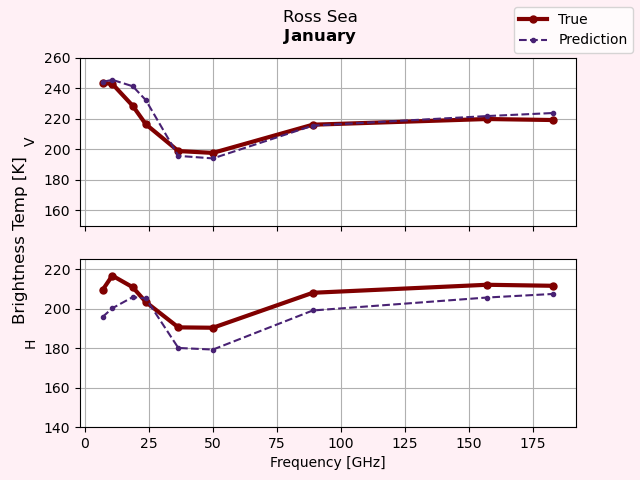 Ross Sea
January
True
Prediction
Brightness Temp [K]
V
260
240
220
200
180
160
H
220
200
180
160
140
0
25
50
75
100
125
150
175
Frequency [GHz]